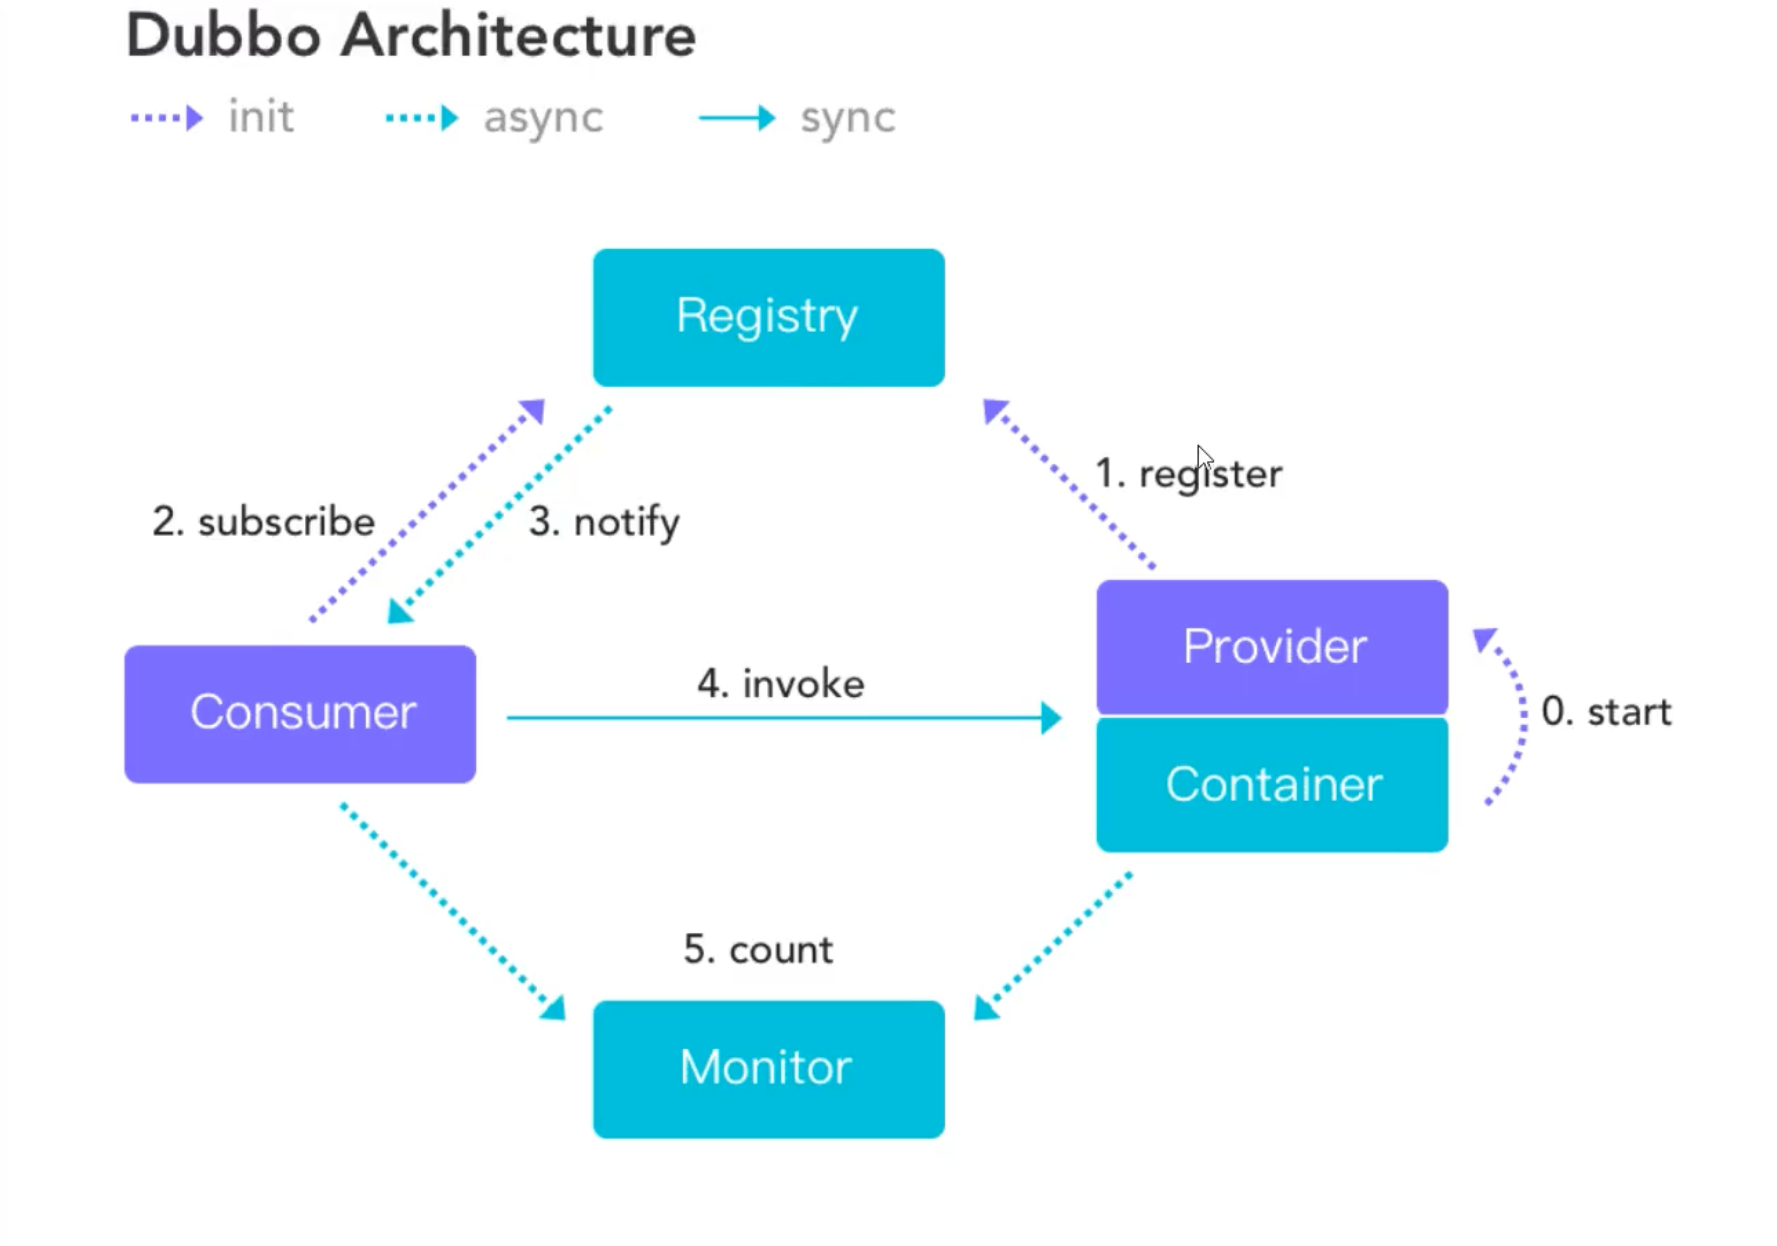 Dubbo Architecture
init async sync
Registry
1. register
2. subscribe
3. notify
Provider
4. invoke
Consumer
0. start
Container
5. count
Monitor